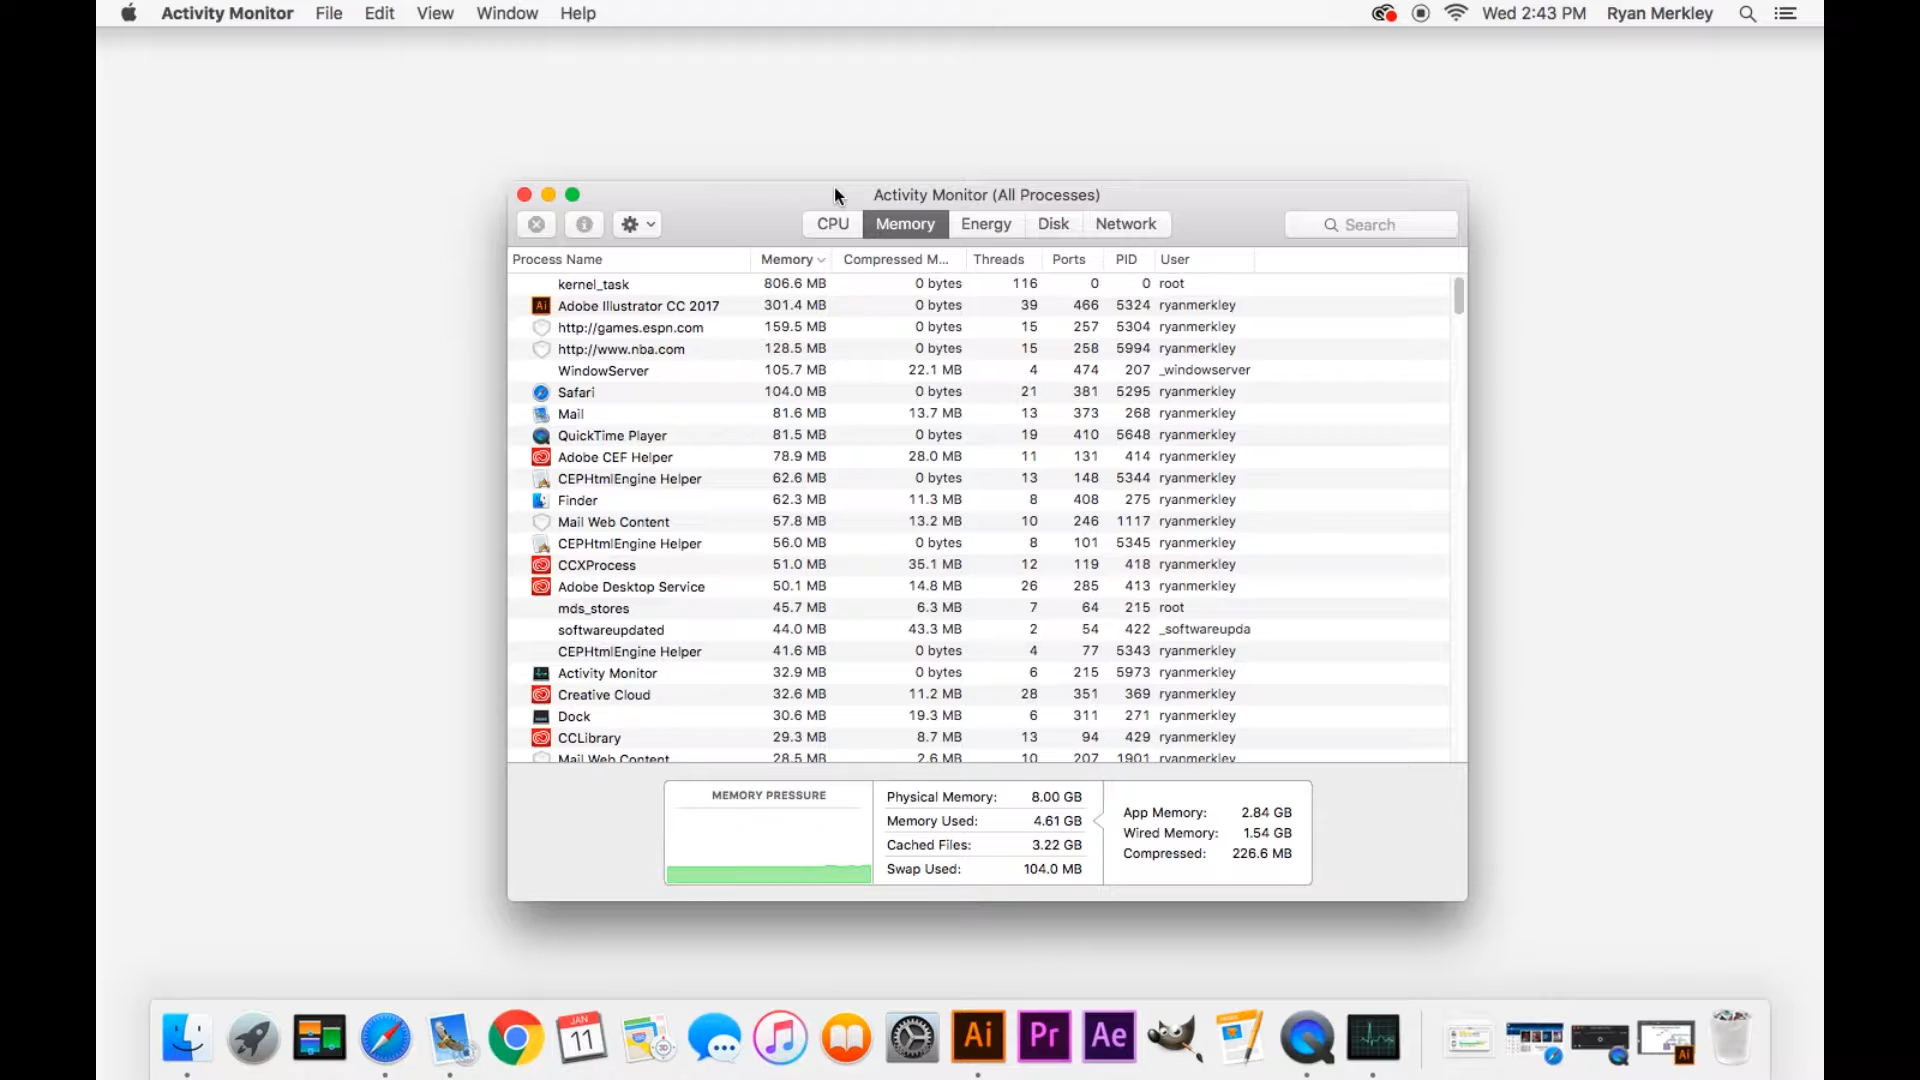 Activity Monitor File Edit View Window Help Wed 2:43 PM Ryan Merkley
Activity Monitor (All Processes)
CPU Memory Energy Disk Network Search
Process Name Memory Compressed M... Threads Ports PID User
kernel_task 806.6 MB 0 bytes 116 0 0 root
Ai Adobe Illustrator CC 2017 301.4 MB 0 bytes 39 466 5324 ryanmerkley
http://games.espn.com 159.5 MB 0 bytes 15 257 5304 ryanmerkley
http://www.nba.com 128.5 MB 0 bytes 15 258 5994 ryanmerkley
WindowServer 105.7 MB 22.1 MB 4 474 207 _windowserver
Safari 104.0 MB 0 bytes 21 381 5295 ryanmerkley
Mail 81.6 MB 13.7 MB 13 373 268 ryanmerkley
QuickTime Player 81.5 MB 0 bytes 19 410 5648 ryanmerkley
Adobe CEF Helper 78.9 MB 28.0 MB 11 131 414 ryanmerkley
CEPHtmlEngine Helper 62.6 MB 0 bytes 13 148 5344 ryanmerkley
Finder 62.3 MB 11.3 MB 8 408 275 ryanmerkley
Mail Web Content 57.8 MB 13.2 MB 10 246 1117 ryanmerkley
CEPHtmlEngine Helper 56.0 MB 0 bytes 8 101 5345 ryanmerkley
CCXProcess 51.0 MB 35.1 MB 12 119 418 ryanmerkley
Adobe Desktop Service 50.1 MB 14.8 MB 26 285 413 ryanmerkley
mds_stores 45.7 MB 6.3 MB 7 64 215 root
softwareupdated 44.0 MB 43.3 MB 2 54 422 _softwareupda
CEPHtmlEngine Helper 41.6 MB 0 bytes 4 77 5343 ryanmerkley
Activity Monitor 32.9 MB 0 bytes 6 215 5973 ryanmerkley
Creative Cloud 32.6 MB 11.2 MB 28 351 369 ryanmerkley
Dock 30.6 MB 19.3 MB 6 311 271 ryanmerkley
CCLibrary 29.3 MB 8.7 MB 13 94 429 ryanmerkley
Mail Web Content 28.5 MB 2.6 MB 10 207 1901 ryanmerkley
MEMORY PRESSURE
Physical Memory: 8.00 GB
Memory Used: 4.61 GB
Cached Files: 3.22 GB
Swap Used: 104.0 MB
App Memory: 2.84 GB
Wired Memory: 1.54 GB
Compressed: 226.6 MB
JAN
11
Ai Pr Ae Ai